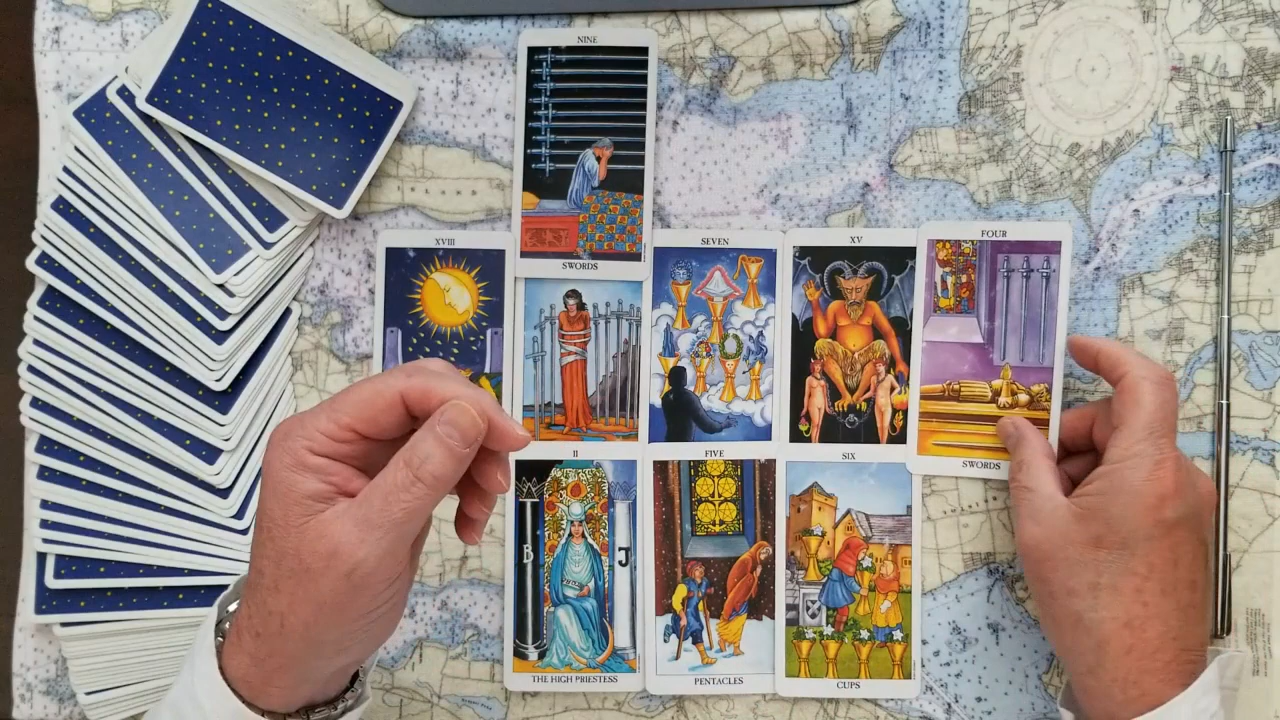 NINE
SWORDS
XVIII
SEVEN
XV
FOUR
SWORDS
II
B
J
THE HIGH PRIESTESS
FIVE
PENTACLES
SIX
CUPS